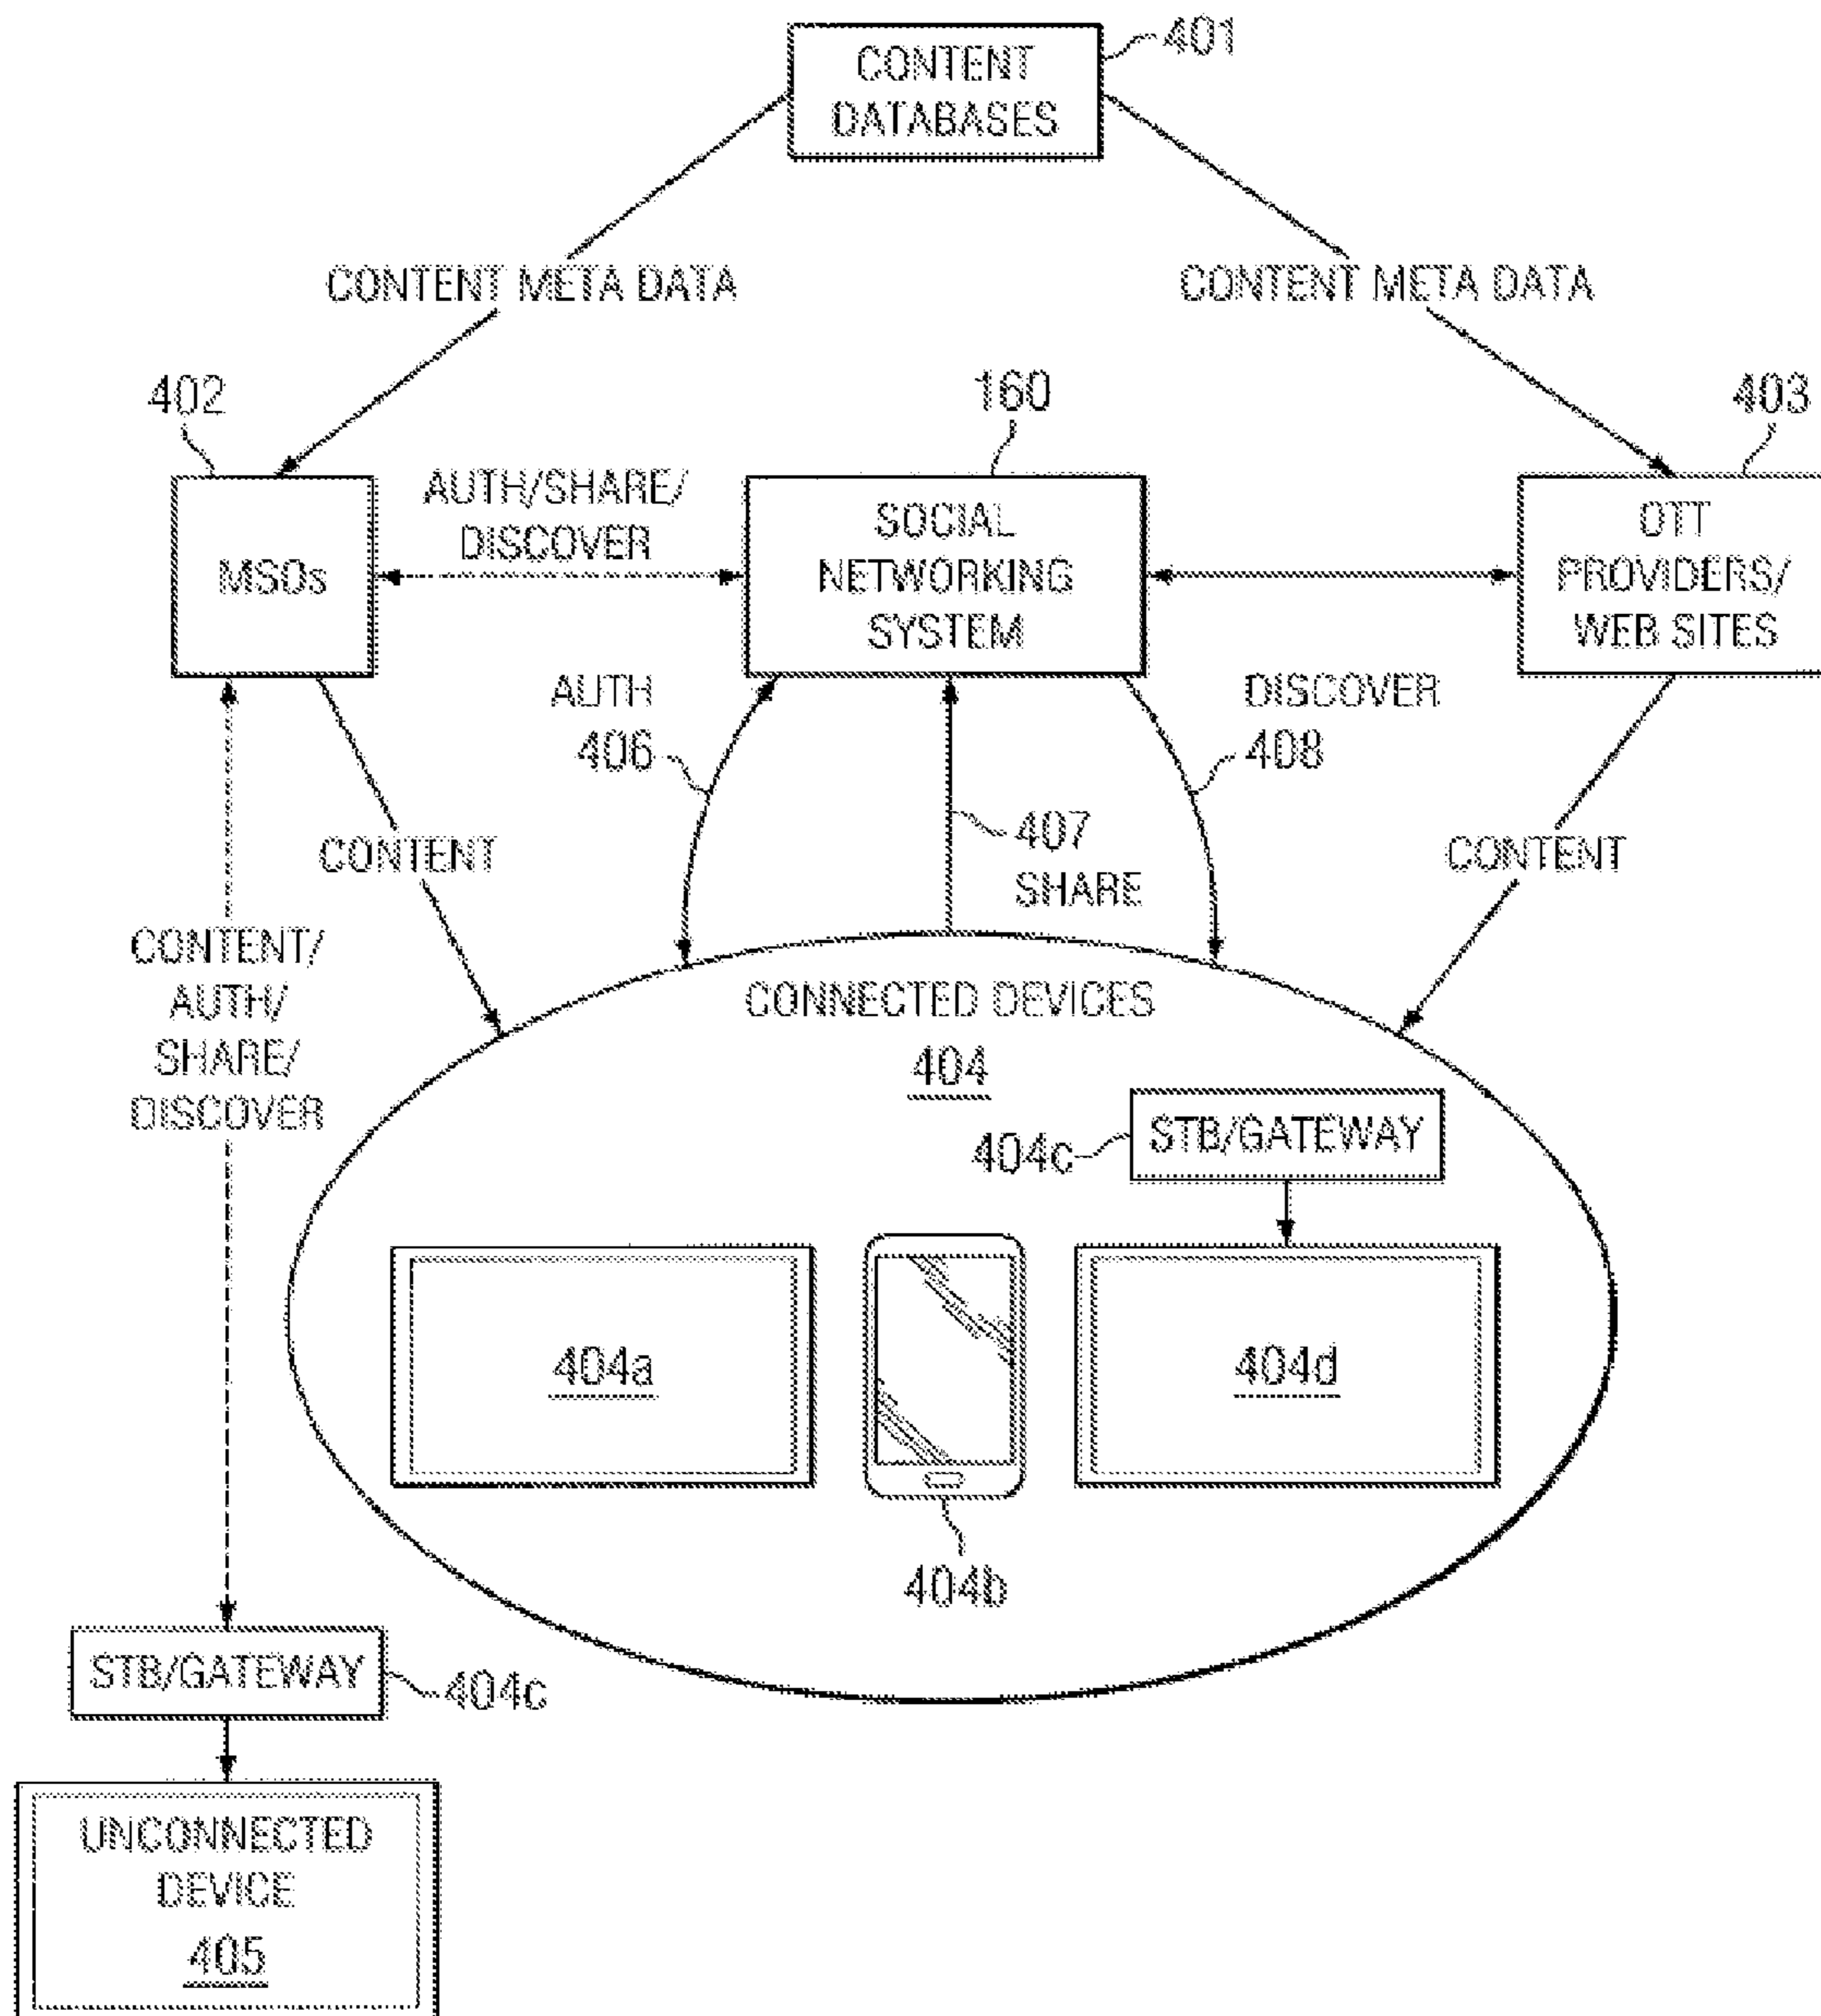 401
CONTENT
DATABASES
CONTENT META DATA
CONTENT META DATA
402
160
403
MSOs
AUTH/SHARE/
DISCOVER
SOCIAL
NETWORKING
SYSTEM
OTT
PROVIDERS/
WEB SITES
AUTH
406
DISCOVER
408
407
SHARE
CONTENT
CONTENT
CONTENT/
AUTH/
SHARE/
DISCOVER
CONNECTED DEVICES
404
404c
STB/GATEWAY
404a
404d
404b
STB/GATEWAY
404c
UNCONNECTED
DEVICE
405